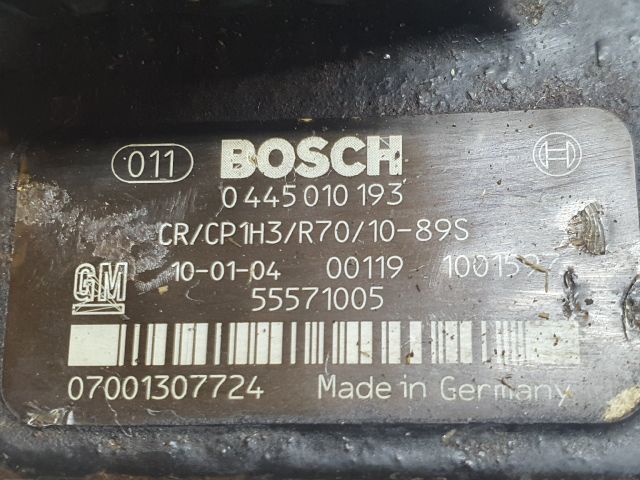 011 BOSCH
0 445 010 193
CR/CP1H3/R70/10-89S
GM 10-01-04 00119
55571005
07001307724 Made in Germany